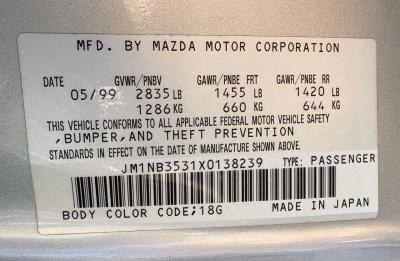 MFD. BY MAZDA MOTOR CORPORATION
DATE GVWR/PNBV GAWR/PNBE FRT GAWR/PNBE RR
05/99 2835 LB 1455 LB 1420 LB
1286 KG 660 KG 644 KG
THIS VEHICLE CONFORMS TO ALL APPLICABLE FEDERAL MOTOR VEHICLE SAFETY
,BUMPER,AND THEFT PREVENTION
STANDARDS IN EFFECT ON THE DATE OF MANUFACTURE SHOWN ABOVE.
JM1NB3531X0138239 TYPE: PASSENGER
BODY COLOR CODE;18G MADE IN JAPAN